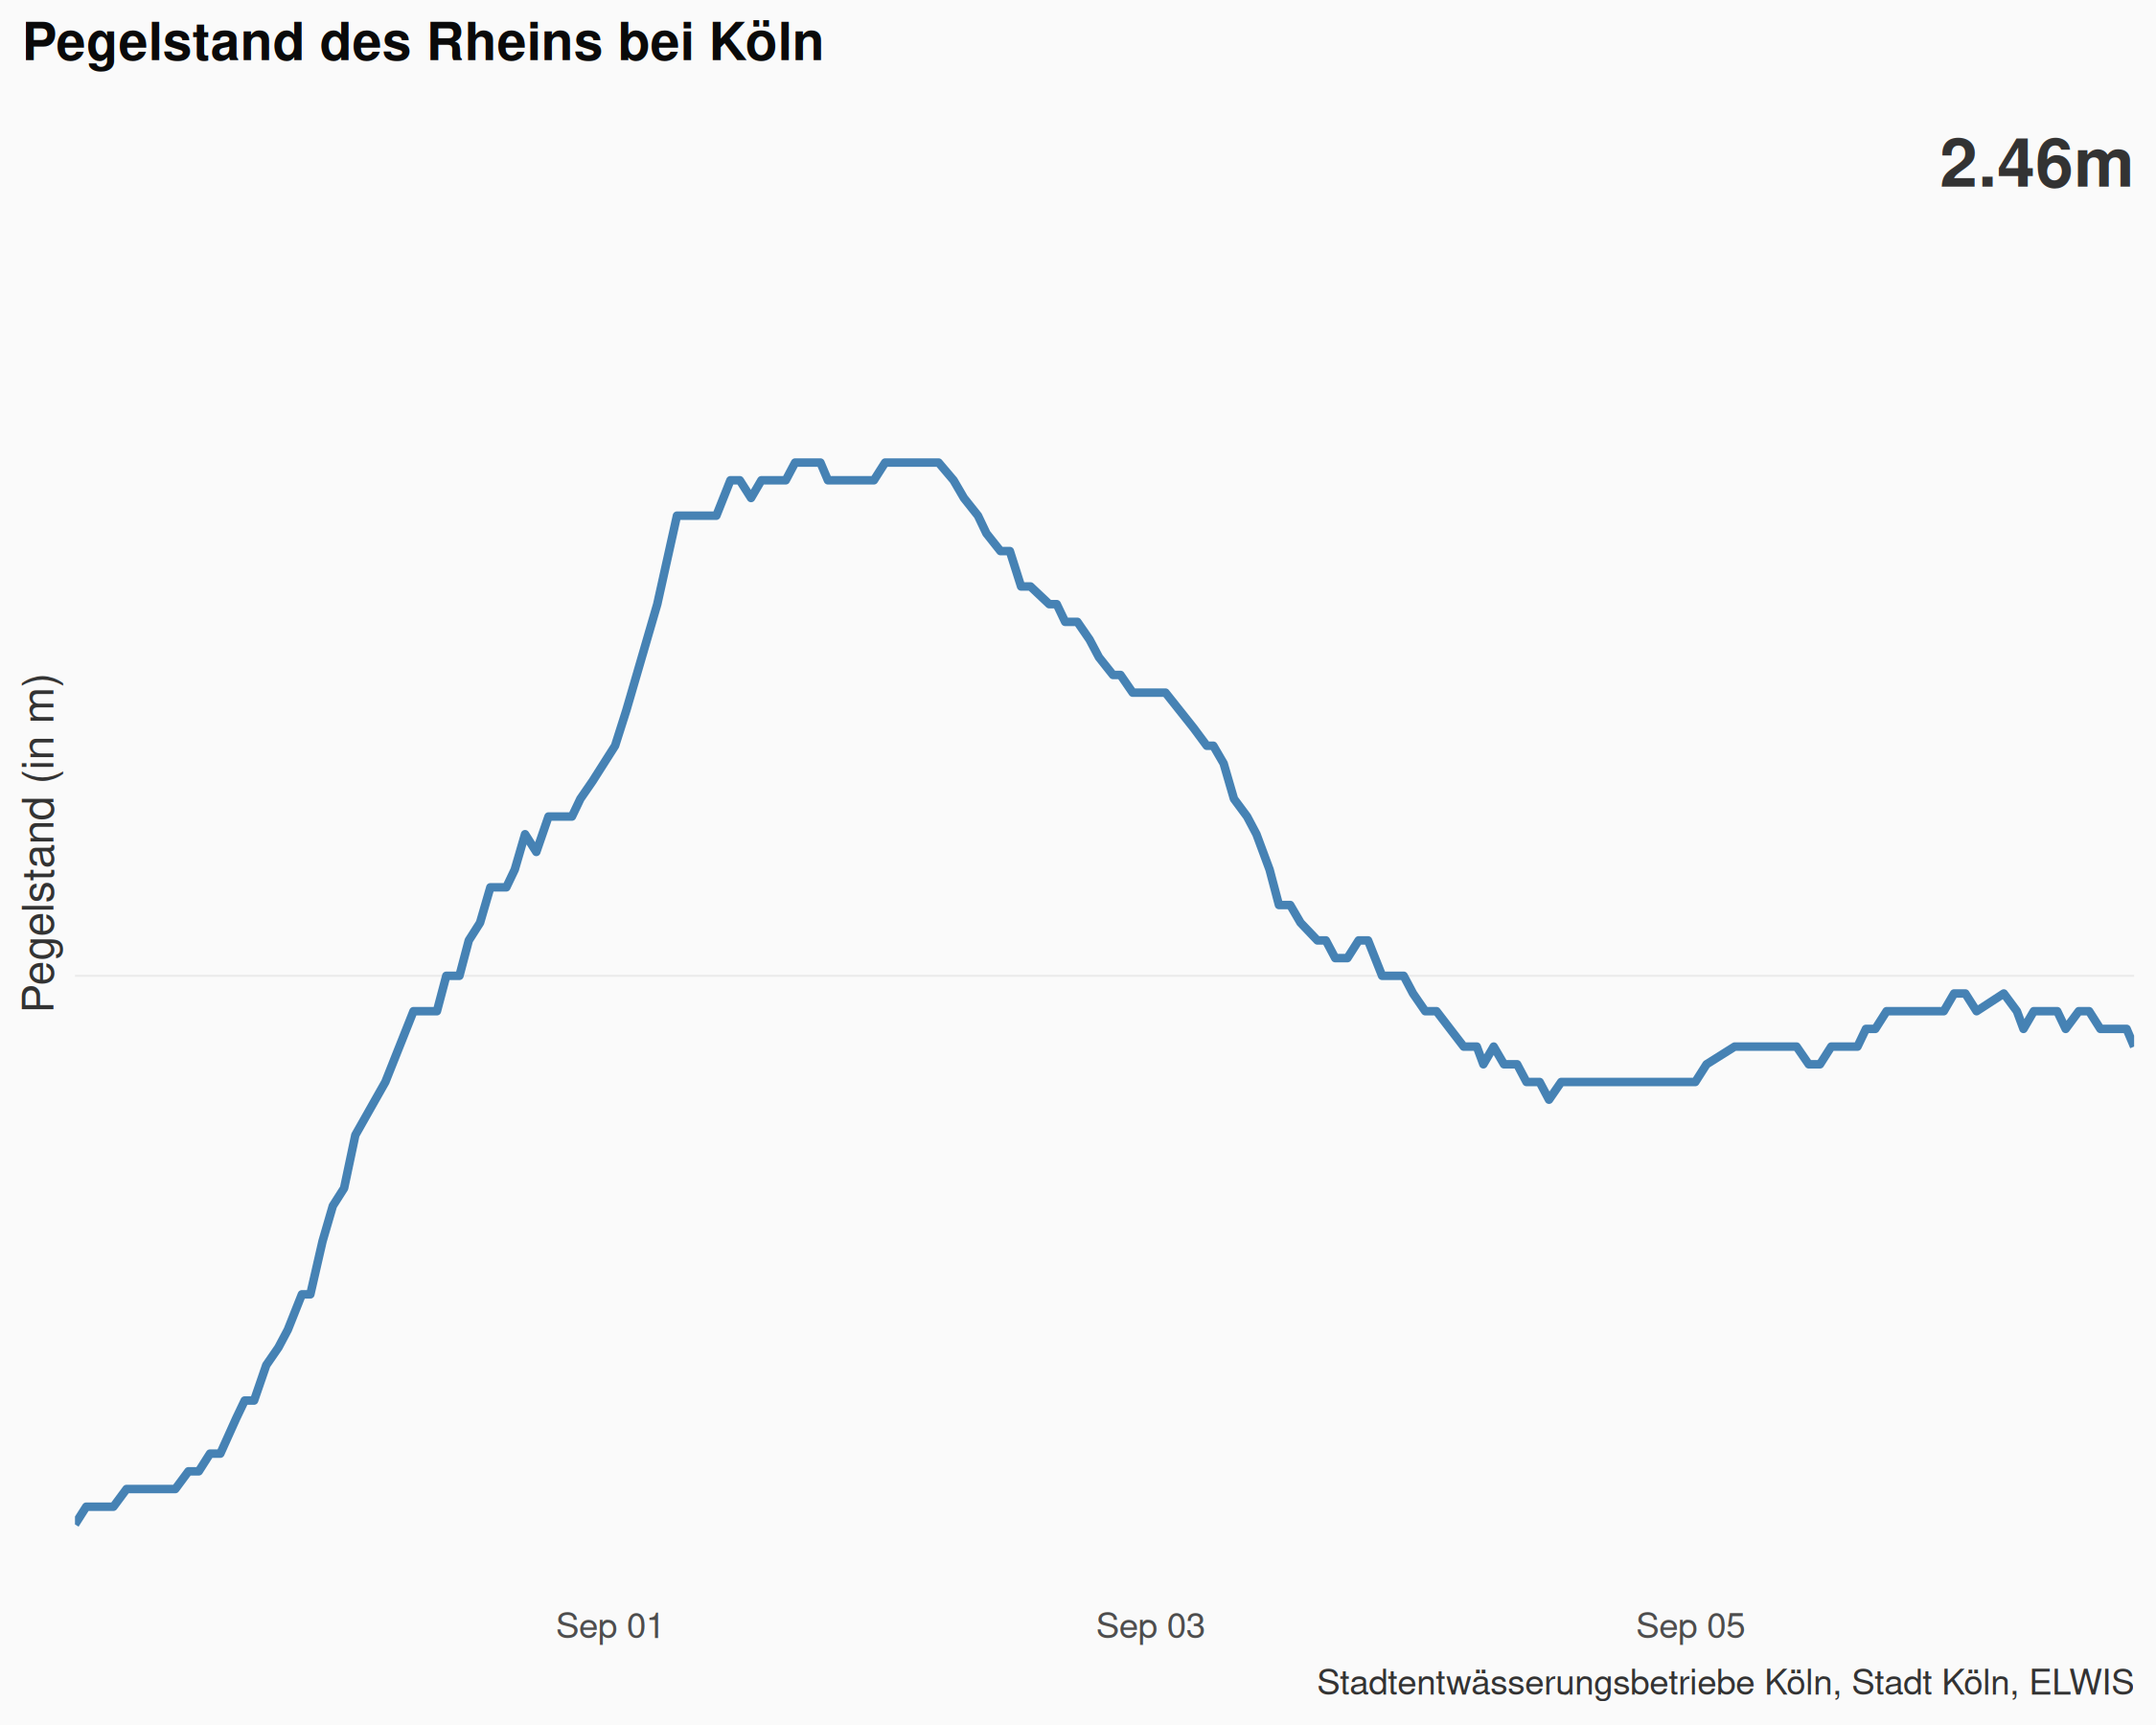 Pegelstand des Rheins bei Köln
2.46m
Pegelstand (in m)
Sep 01
Sep 03
Sep 05
Stadtentwässerungsbetriebe Köln, Stadt Köln, ELWIS